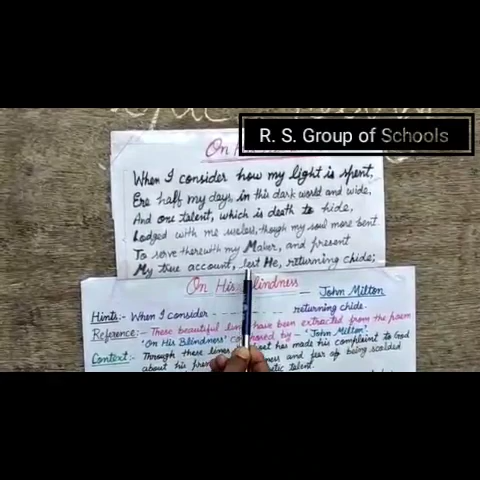 R. S. Group of Schools
On
When I consider how my light is spent,
Ere half my days, in this dark world and wide,
And one talent, which is death to hide,
Lodged with me useless, though my soul more bent
To serve therewith my Maker, and present
My true account, lest He, returning chide;
On His Blindness
John Milton
Hints:- When I consider - - - - - - returning chide.
Reference:- These beautiful lines have been extracted from the poem
'On His Blindness' composed by - 'John Milton'.
Context:- Through these lines poet has made his complaint to God
about his and fear of being scolded
talent.